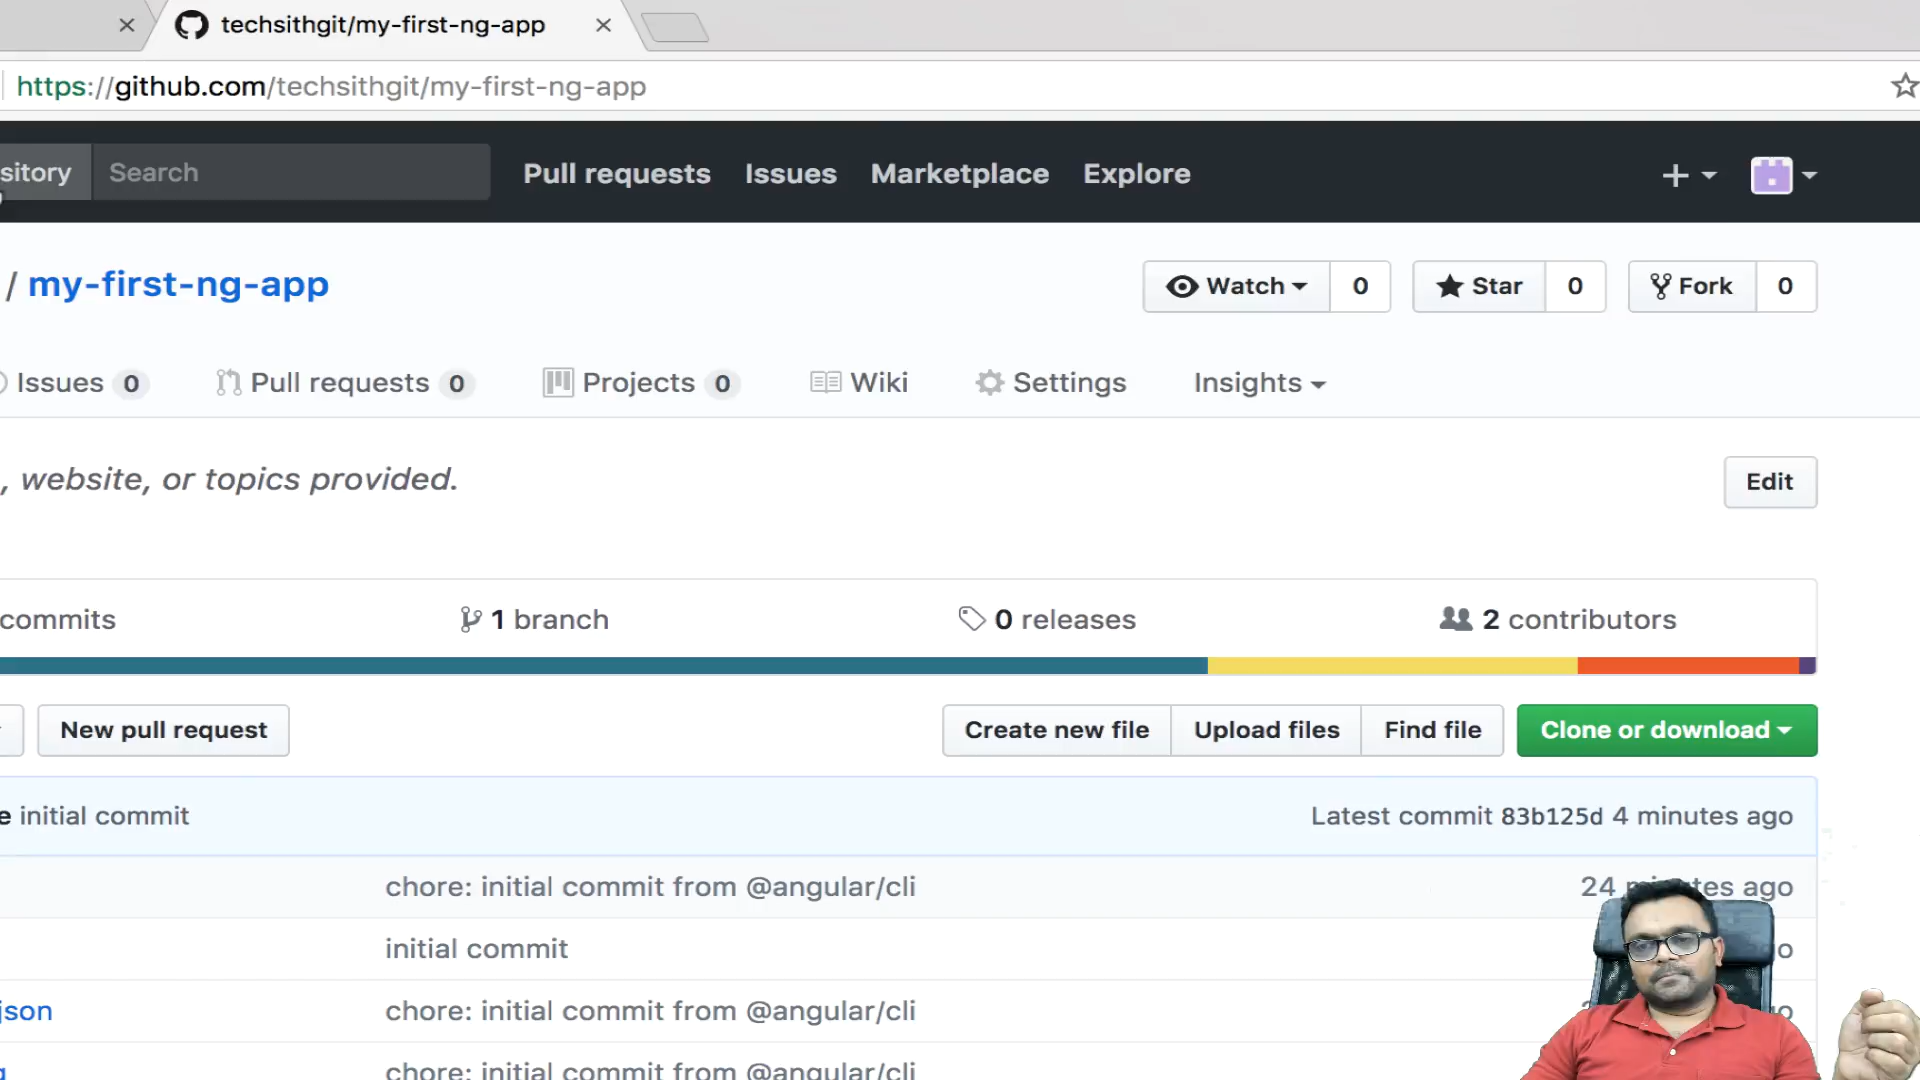 techsithgit/my-first-ng-app
https://github.com/techsithgit/my-first-ng-app
sitory Search Pull requests Issues Marketplace Explore
/ my-first-ng-app Watch 0 Star 0 Fork 0
Issues 0 Pull requests 0 Projects 0 Wiki Settings Insights
, website, or topics provided. Edit
commits 1 branch 0 releases 2 contributors
New pull request Create new file Upload files Find file Clone or download
e initial commit Latest commit 83b125d 4 minutes ago
chore: initial commit from @angular/cli 24 minutes ago
initial commit
json chore: initial commit from @angular/cli
chore: initial commit from @angular/cli